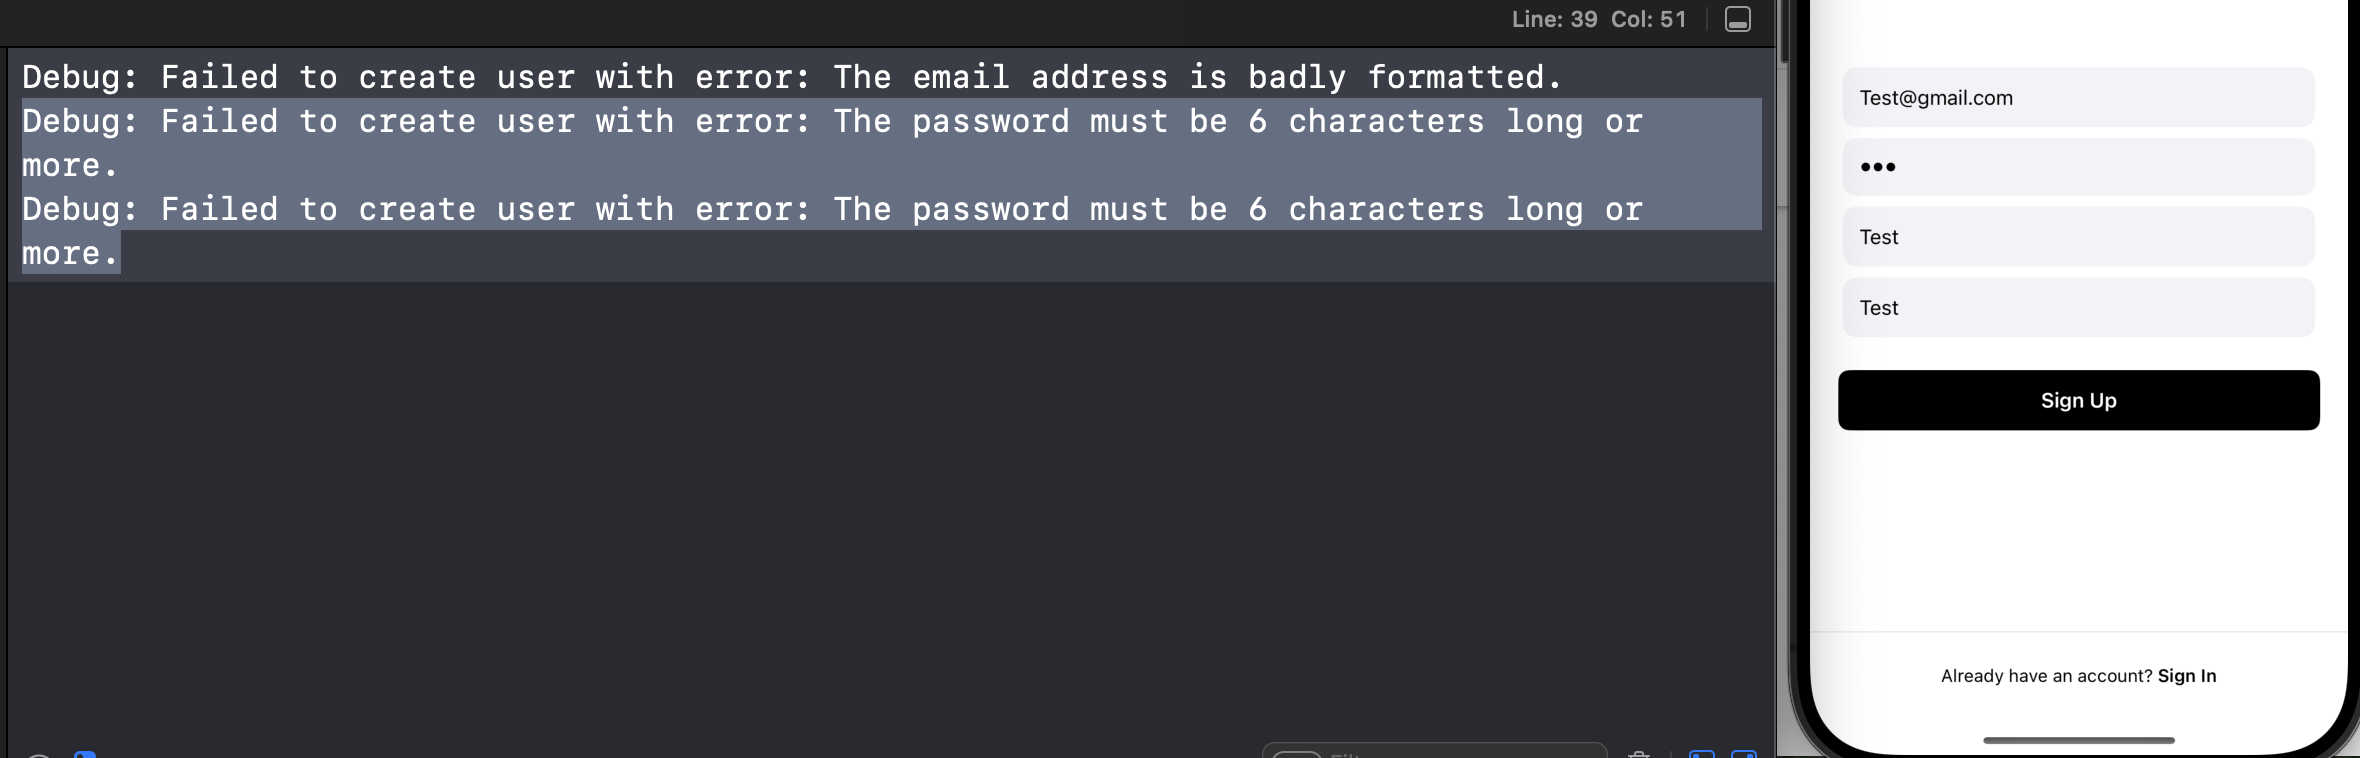 Line: 39 Col: 51
Debug: Failed to create user with error: The email address is badly formatted.
Debug: Failed to create user with error: The password must be 6 characters long or
more.
Debug: Failed to create user with error: The password must be 6 characters long or
more.
Test@gmail.com
•••
Test
Test
Sign Up
Already have an account? Sign In